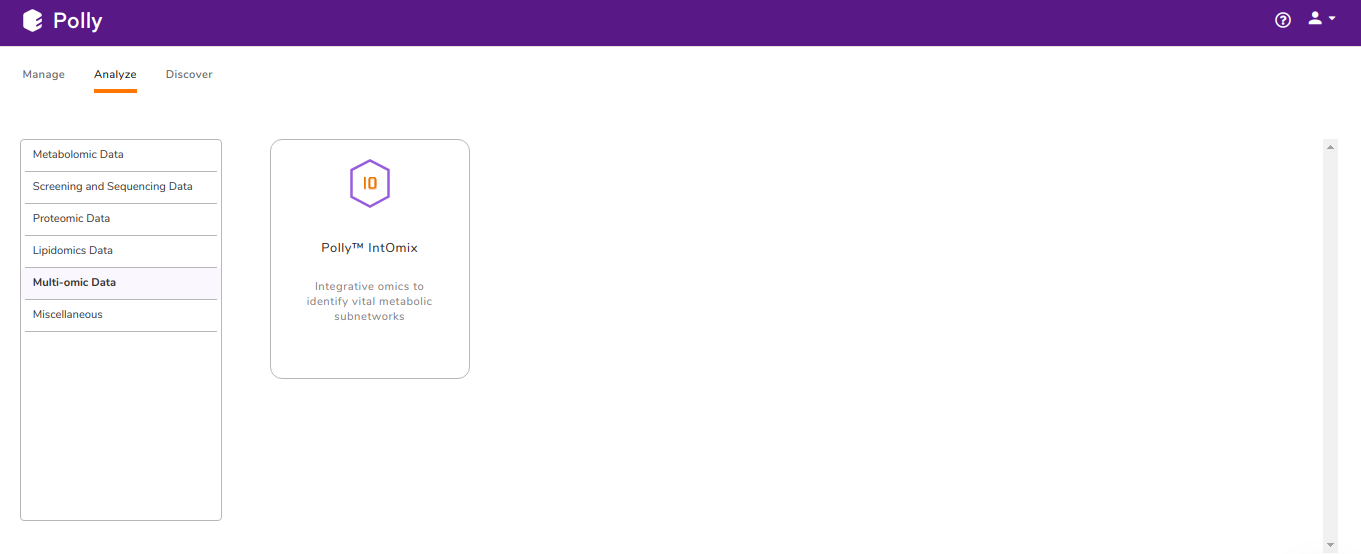 Polly
Manage
Analyze
Discover
Metabolomic Data
Screening and Sequencing Data
Proteomic Data
Lipidomics Data
Multi-omic Data
Miscellaneous
IO
Polly™ IntOmix
Integrative omics to
identify vital metabolic
subnetworks